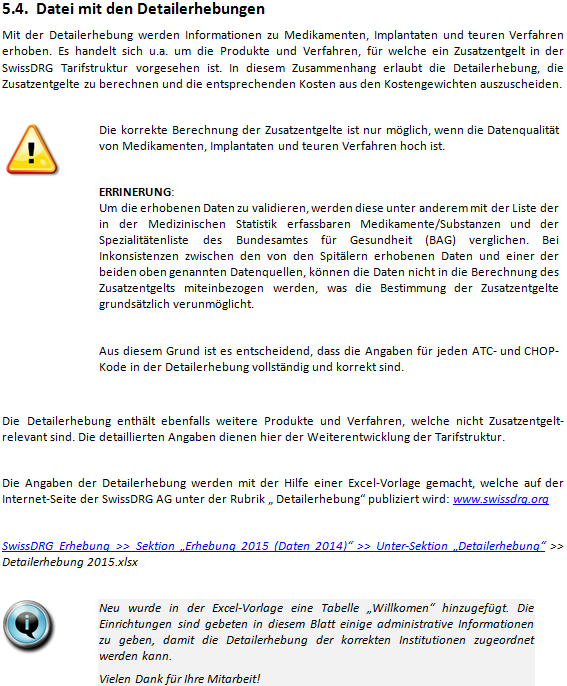 5.4. Datei mit den Detailerhebungen
Mit der Detailerhebung werden Informationen zu Medikamenten, Implantaten und teuren Verfahren
erhoben. Es handelt sich u.a. um die Produkte und Verfahren, für welche ein Zusatzentgelt in der
SwissDRG Tarifstruktur vorgesehen ist. In diesem Zusammenhang erlaubt die Detailerhebung, die
Zusatzentgelte zu berechnen und die entsprechenden Kosten aus den Kostengewichten auszuscheiden.
Die korrekte Berechnung der Zusatzentgelte ist nur möglich, wenn die Datenqualität
von Medikamenten, Implantaten und teuren Verfahren hoch ist.
ERRINERUNG:
Um die erhobenen Daten zu validieren, werden diese unter anderem mit der Liste der
in der Medizinischen Statistik erfassbaren Medikamente/Substanzen und der
Spezialitätenliste des Bundesamtes für Gesundheit (BAG) verglichen. Bei
Inkonsistenzen zwischen den von den Spitälern erhobenen Daten und einer der
beiden oben genannten Datenquellen, können die Daten nicht in die Berechnung des
Zusatzentgelts miteinbezogen werden, was die Bestimmung der Zusatzentgelte
grundsätzlich verunmöglicht.
Aus diesem Grund ist es entscheidend, dass die Angaben für jeden ATC- und CHOP-
Kode in der Detailerhebung vollständig und korrekt sind.
Die Detailerhebung enthält ebenfalls weitere Produkte und Verfahren, welche nicht Zusatzentgelt-
relevant sind. Die detaillierten Angaben dienen hier der Weiterentwicklung der Tarifstruktur.
Die Angaben der Detailerhebung werden mit der Hilfe einer Excel-Vorlage gemacht, welche auf der
Internet-Seite der SwissDRG AG unter der Rubrik „ Detailerhebung“ publiziert wird: www.swissdrg.org
SwissDRG Erhebung >> Sektion „Erhebung 2015 (Daten 2014)“ >> Unter-Sektion „Detailerhebung“ >>
Detailerhebung 2015.xlsx
Neu wurde in der Excel-Vorlage eine Tabelle „Willkomen“ hinzugefügt. Die
Einrichtungen sind gebeten in diesem Blatt einige administrative Informationen
zu geben, damit die Detailerhebung der korrekten Institutionen zugeordnet
werden kann.
Vielen Dank für Ihre Mitarbeit!